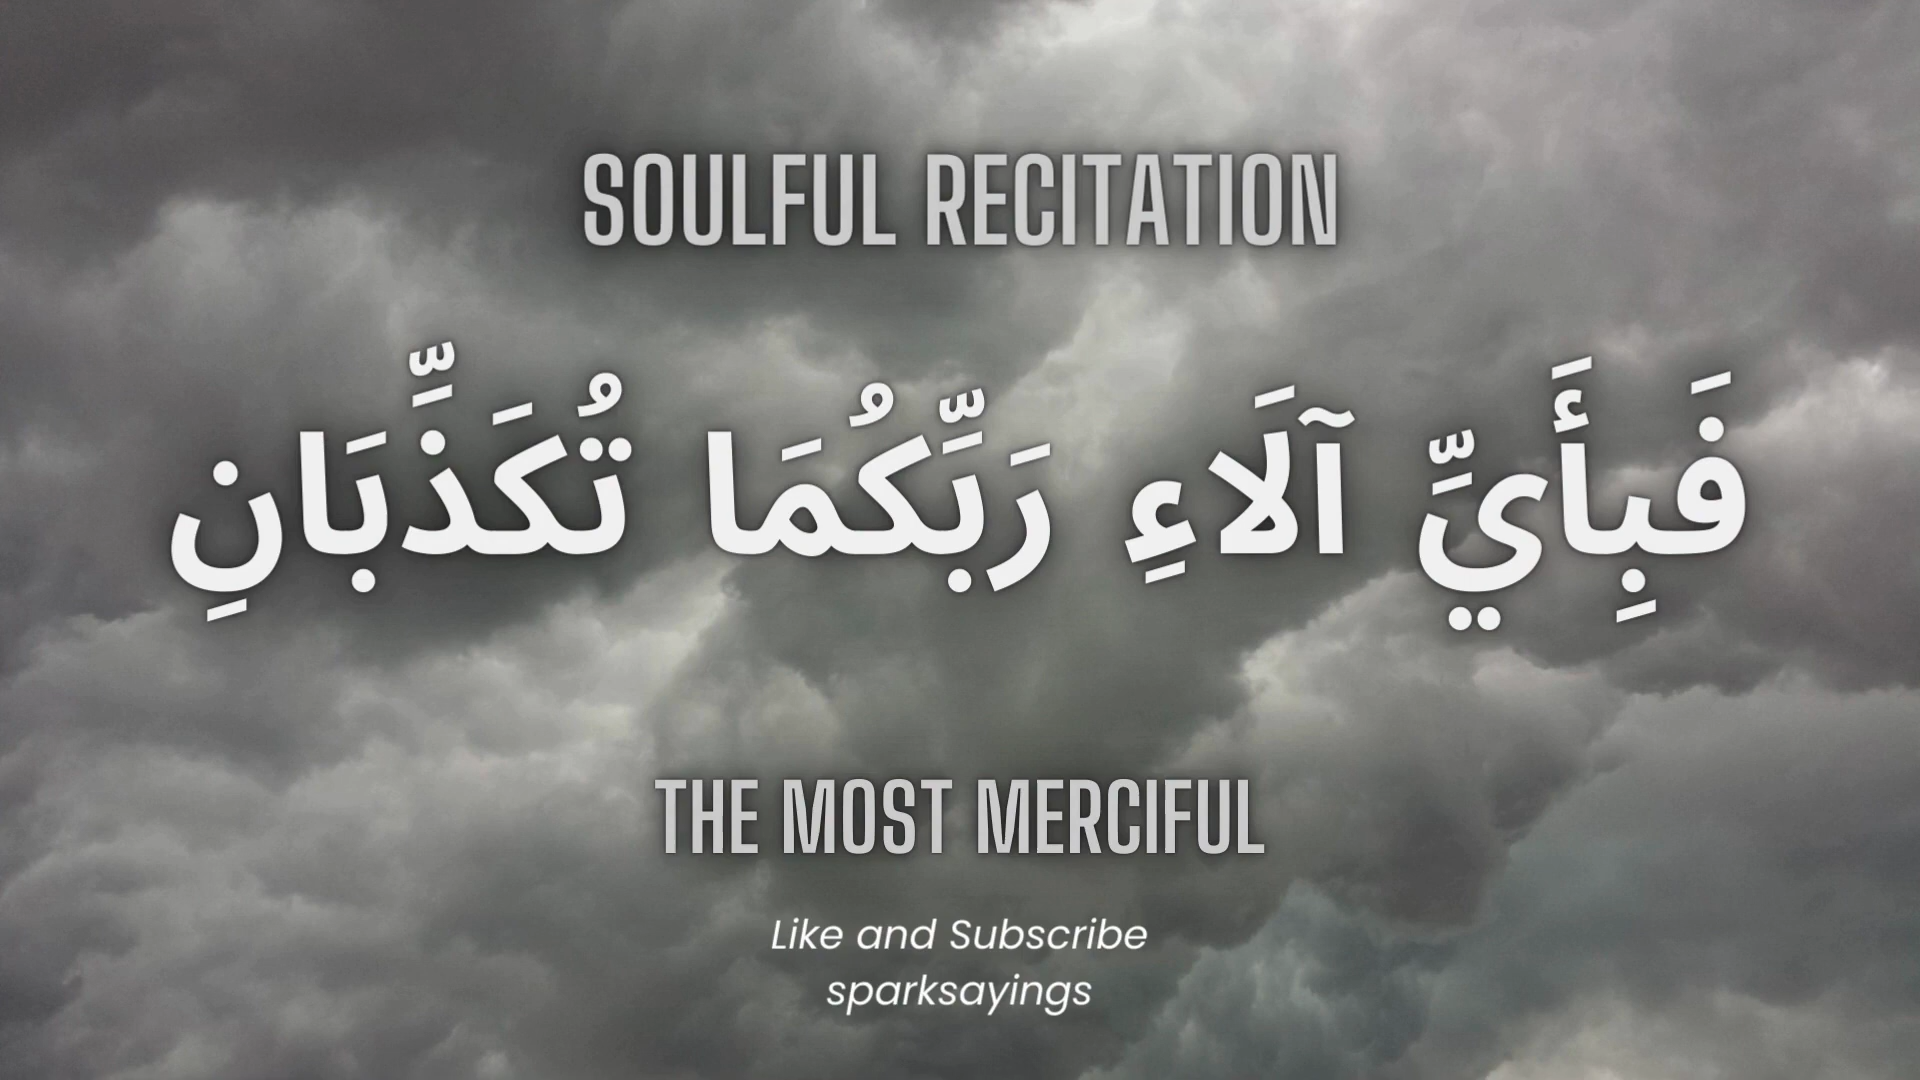 SOULFUL RECITATION
فَبِأَيِّ آلَاءِ رَبِّكُمَا تُكَذِّبَانِ
THE MOST MERCIFUL
Like and Subscribe
sparksayings